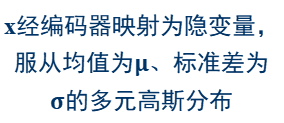 x经编码器映射为隐变量，
服从均值为μ、标准差为
σ的多元高斯分布